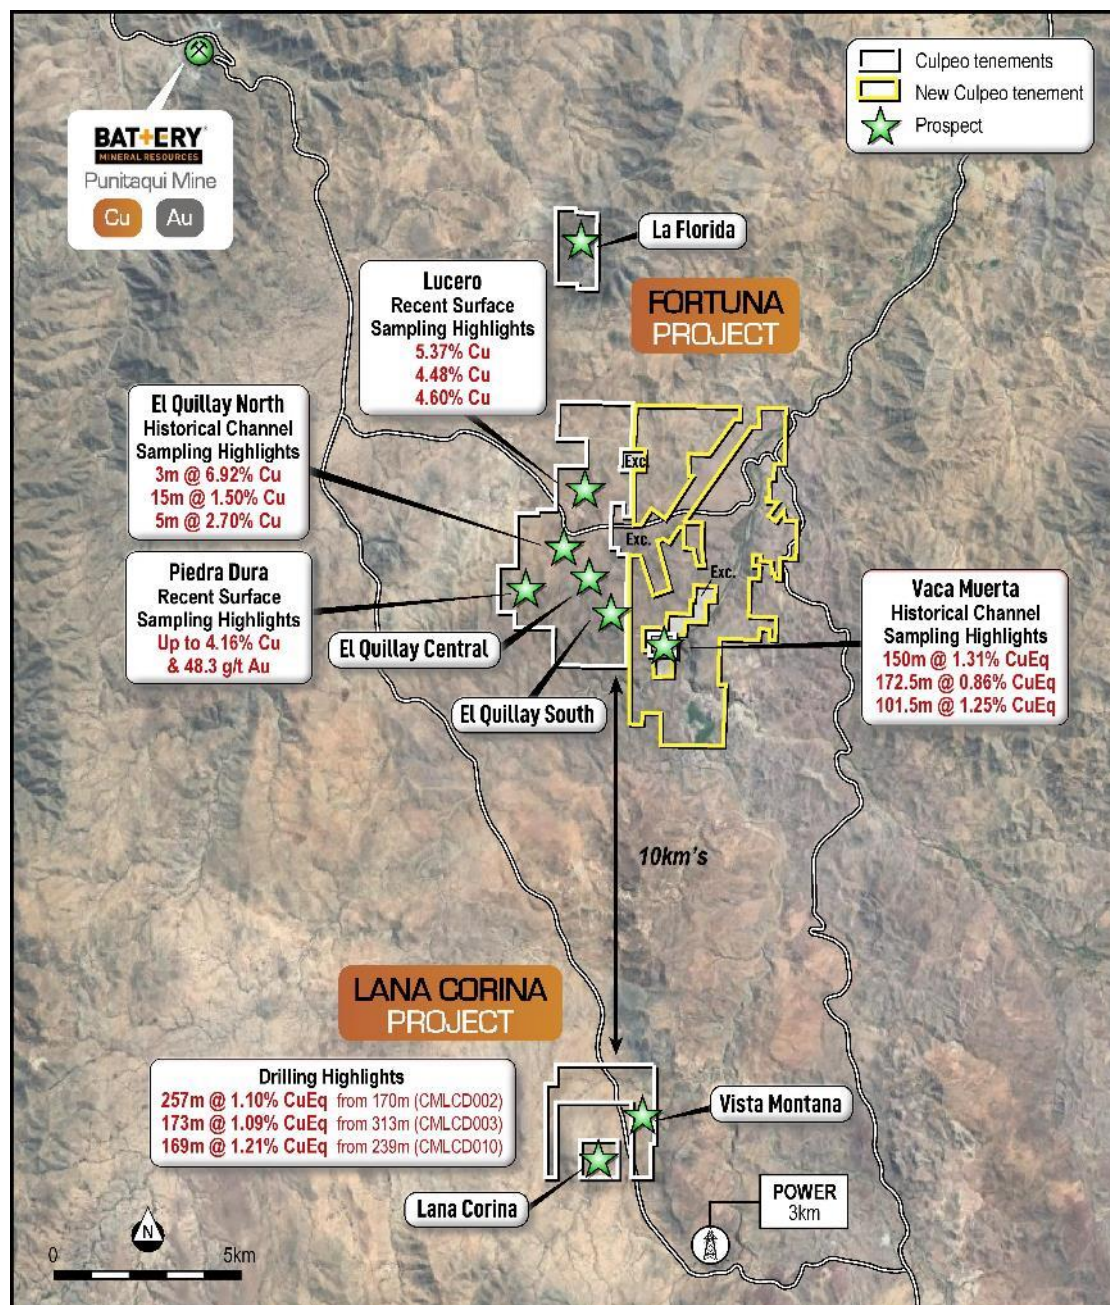 Culpeo tenements
New Culpeo tenement
Prospect
BATTERY
MINERAL RESOURCES
Punitaqui Mine
Cu
Au
La Florida
FORTUNA
PROJECT
Lucero
Recent Surface
Sampling Highlights
5.37% Cu
4.48% Cu
4.60% Cu
El Quillay North
Historical Channel
Sampling Highlights
3m @ 6.92% Cu
15m @ 1.50% Cu
5m @ 2.70% Cu
Exc.
Exc.
Exc.
Piedra Dura
Recent Surface
Sampling Highlights
Up to 4.16% Cu
& 48.3 g/t Au
El Quillay Central
El Quillay South
Vaca Muerta
Historical Channel
Sampling Highlights
150m @ 1.31% CuEq
172.5m @ 0.86% CuEq
101.5m @ 1.25% CuEq
10km's
LANA CORINA
PROJECT
Drilling Highlights
257m @ 1.10% CuEq from 170m (CMLCD002)
173m @ 1.09% CuEq from 313m (CMLCD003)
169m @ 1.21% CuEq from 239m (CMLCD010)
Vista Montana
Lana Corina
POWER
3km
N
0 5km